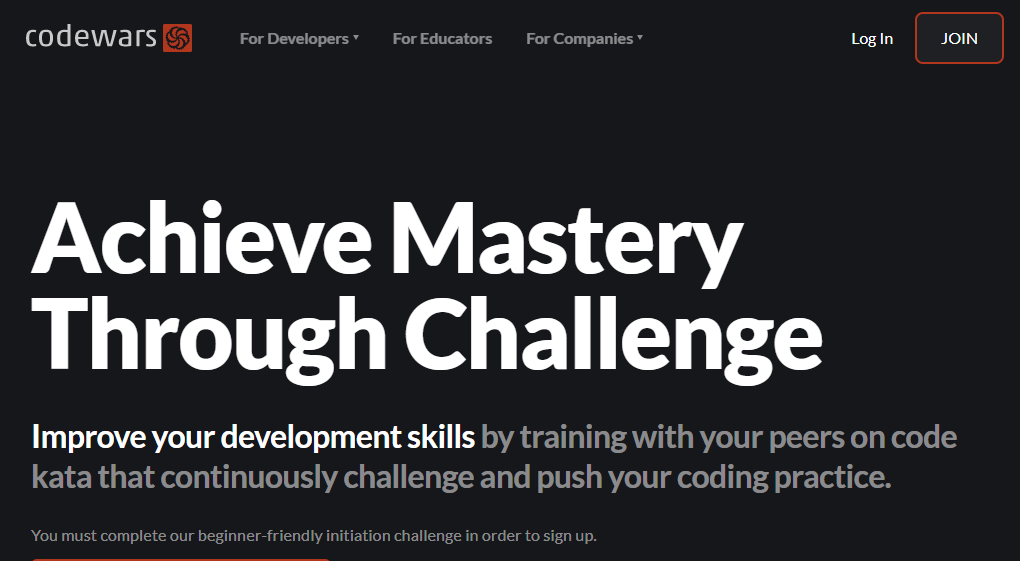 codewars
For Developers
For Educators
For Companies
Log In
JOIN
Achieve Mastery
Through Challenge
Improve your development skills by training with your peers on code
kata that continuously challenge and push your coding practice.
You must complete our beginner-friendly initiation challenge in order to sign up.